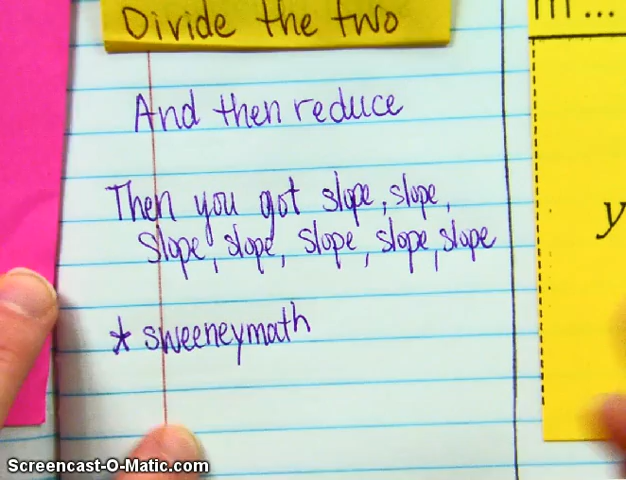 Divide the two
m ...
And then reduce
Then you got slope, slope,
slope, slope, slope, slope, slope
y
* sweeneymath
Screencast-O-Matic.com